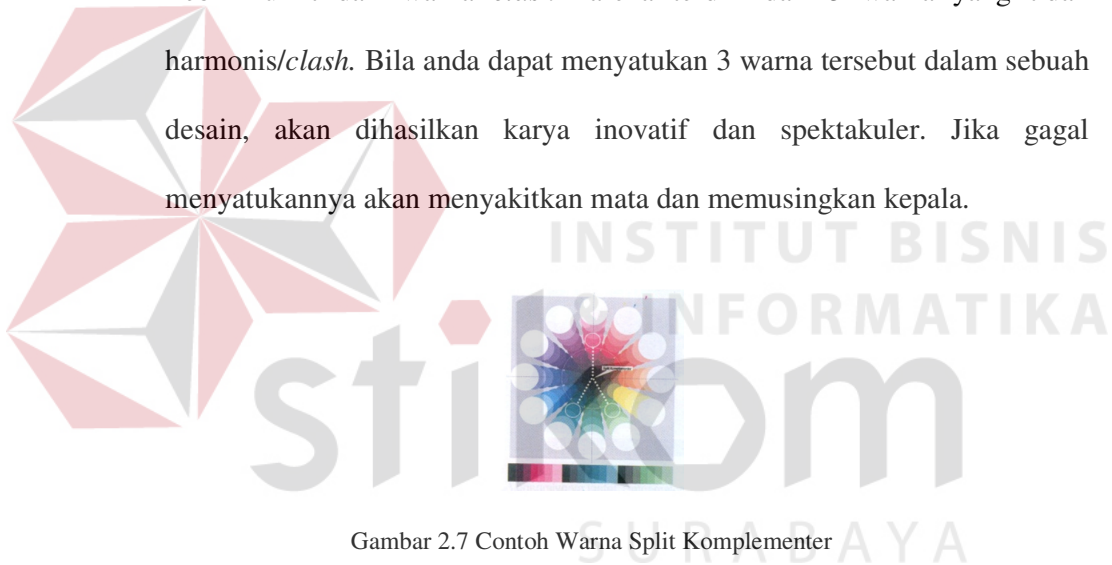 harmonis/clash. Bila anda dapat menyatukan 3 warna tersebut dalam sebuah
desain, akan dihasilkan karya inovatif dan spektakuler. Jika gagal
menyatukannya akan menyakitkan mata dan memusingkan kepala.
INSTITUT BISNIS
& INFORMATIKA
stikom
SURABAYA
Gambar 2.7 Contoh Warna Split Komplementer